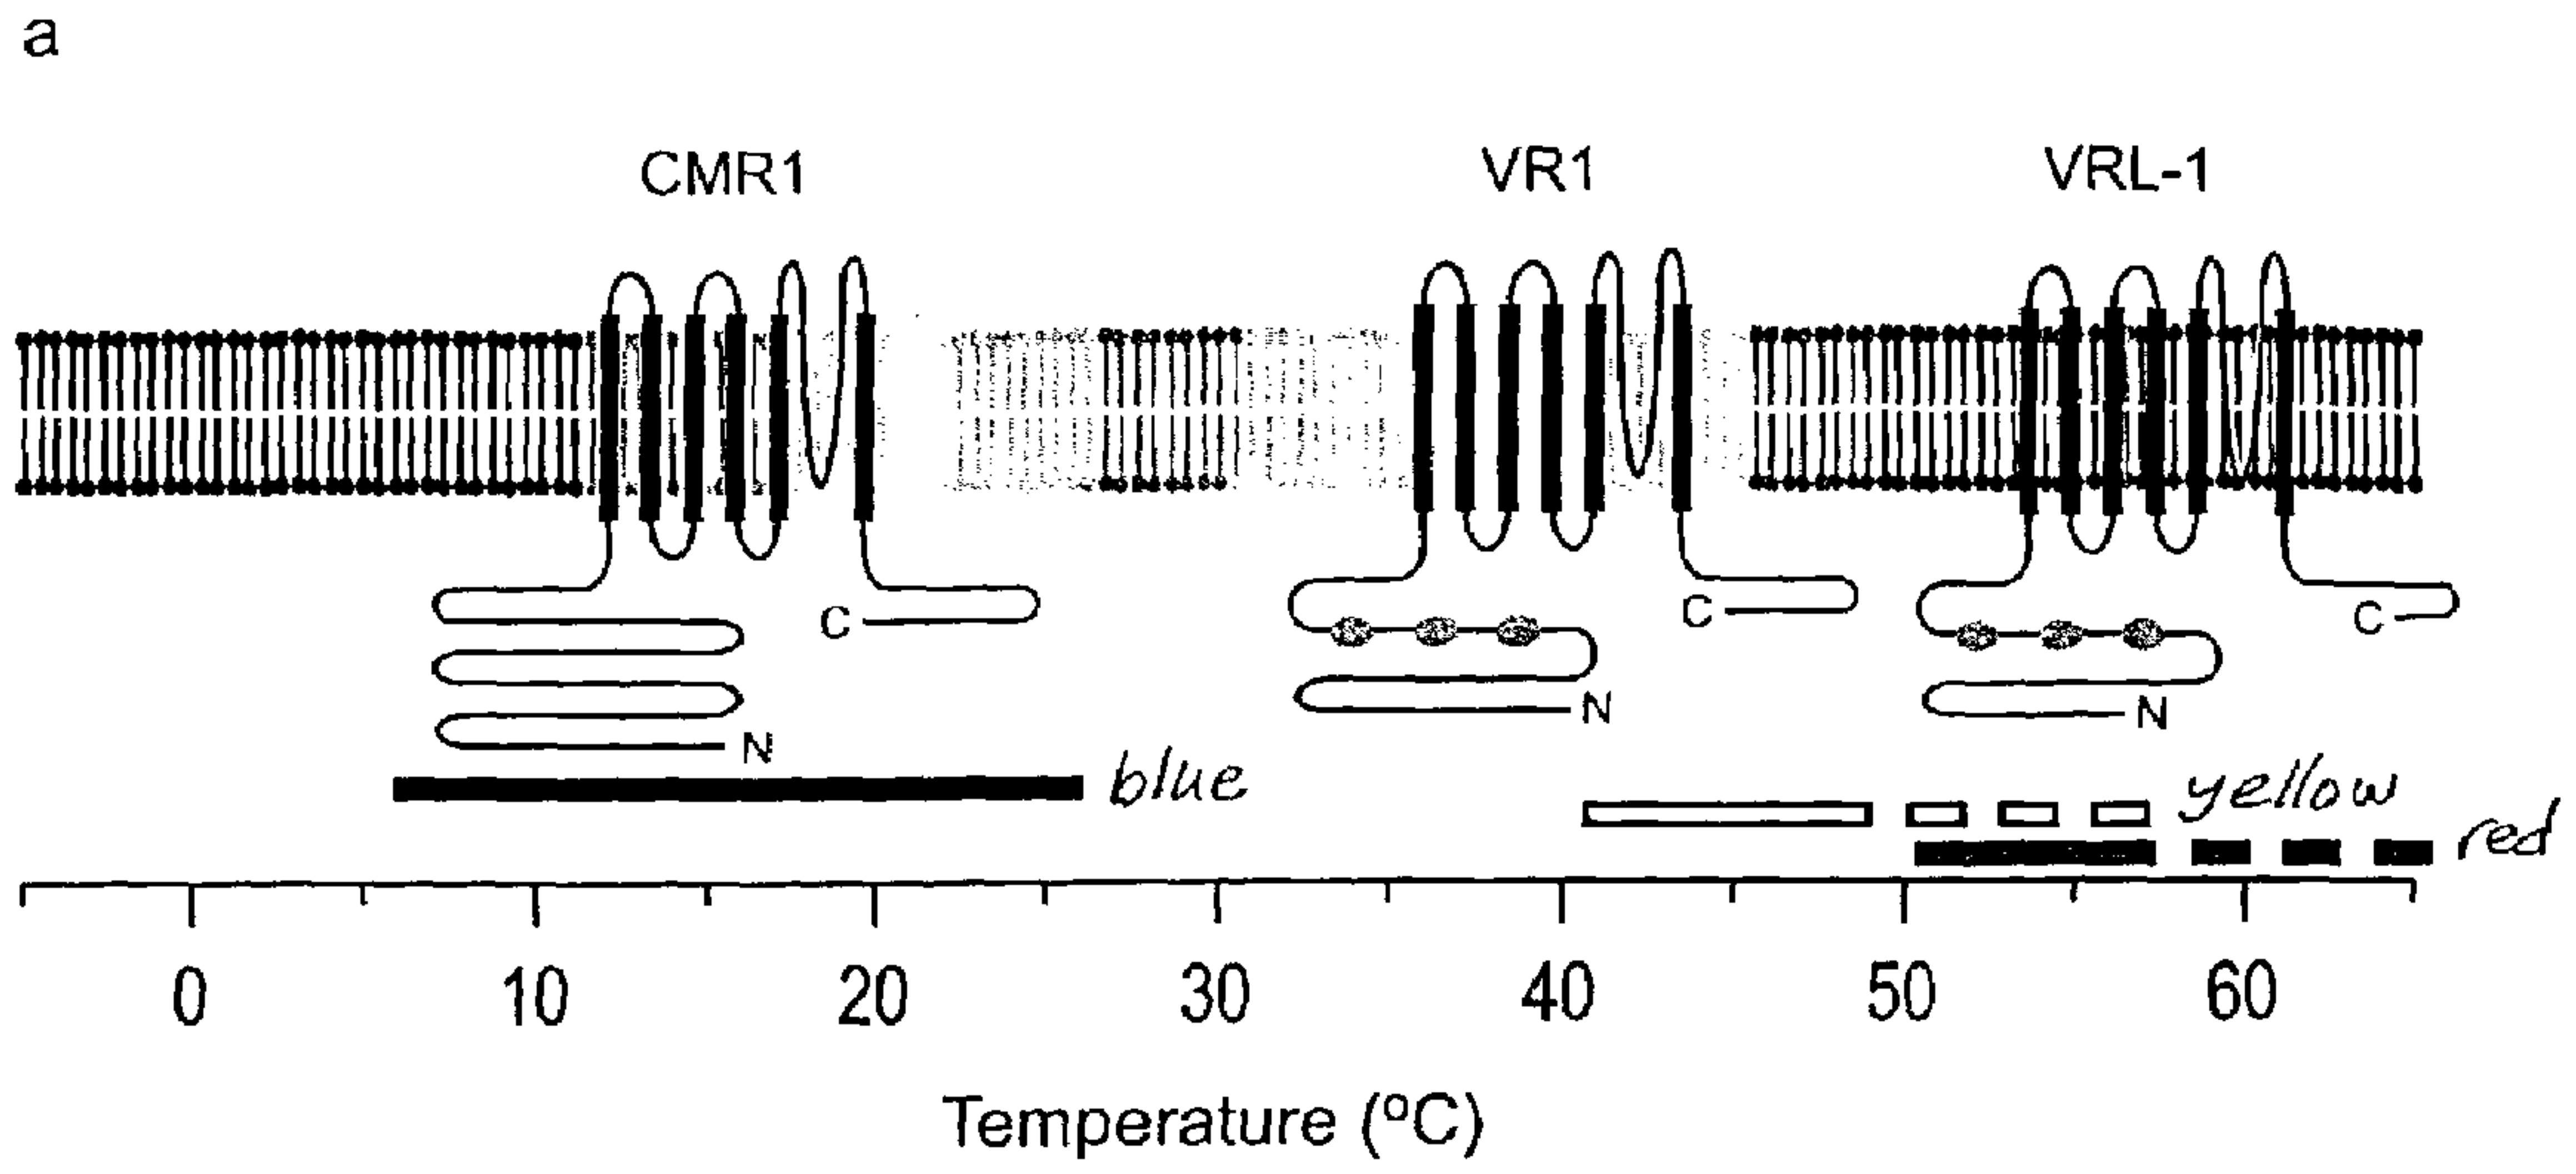 a
CMR1 VR1 VRL-1
C C C
N N N
blue
yellow
red
0 10 20 30 40 50 60
Temperature (°C)